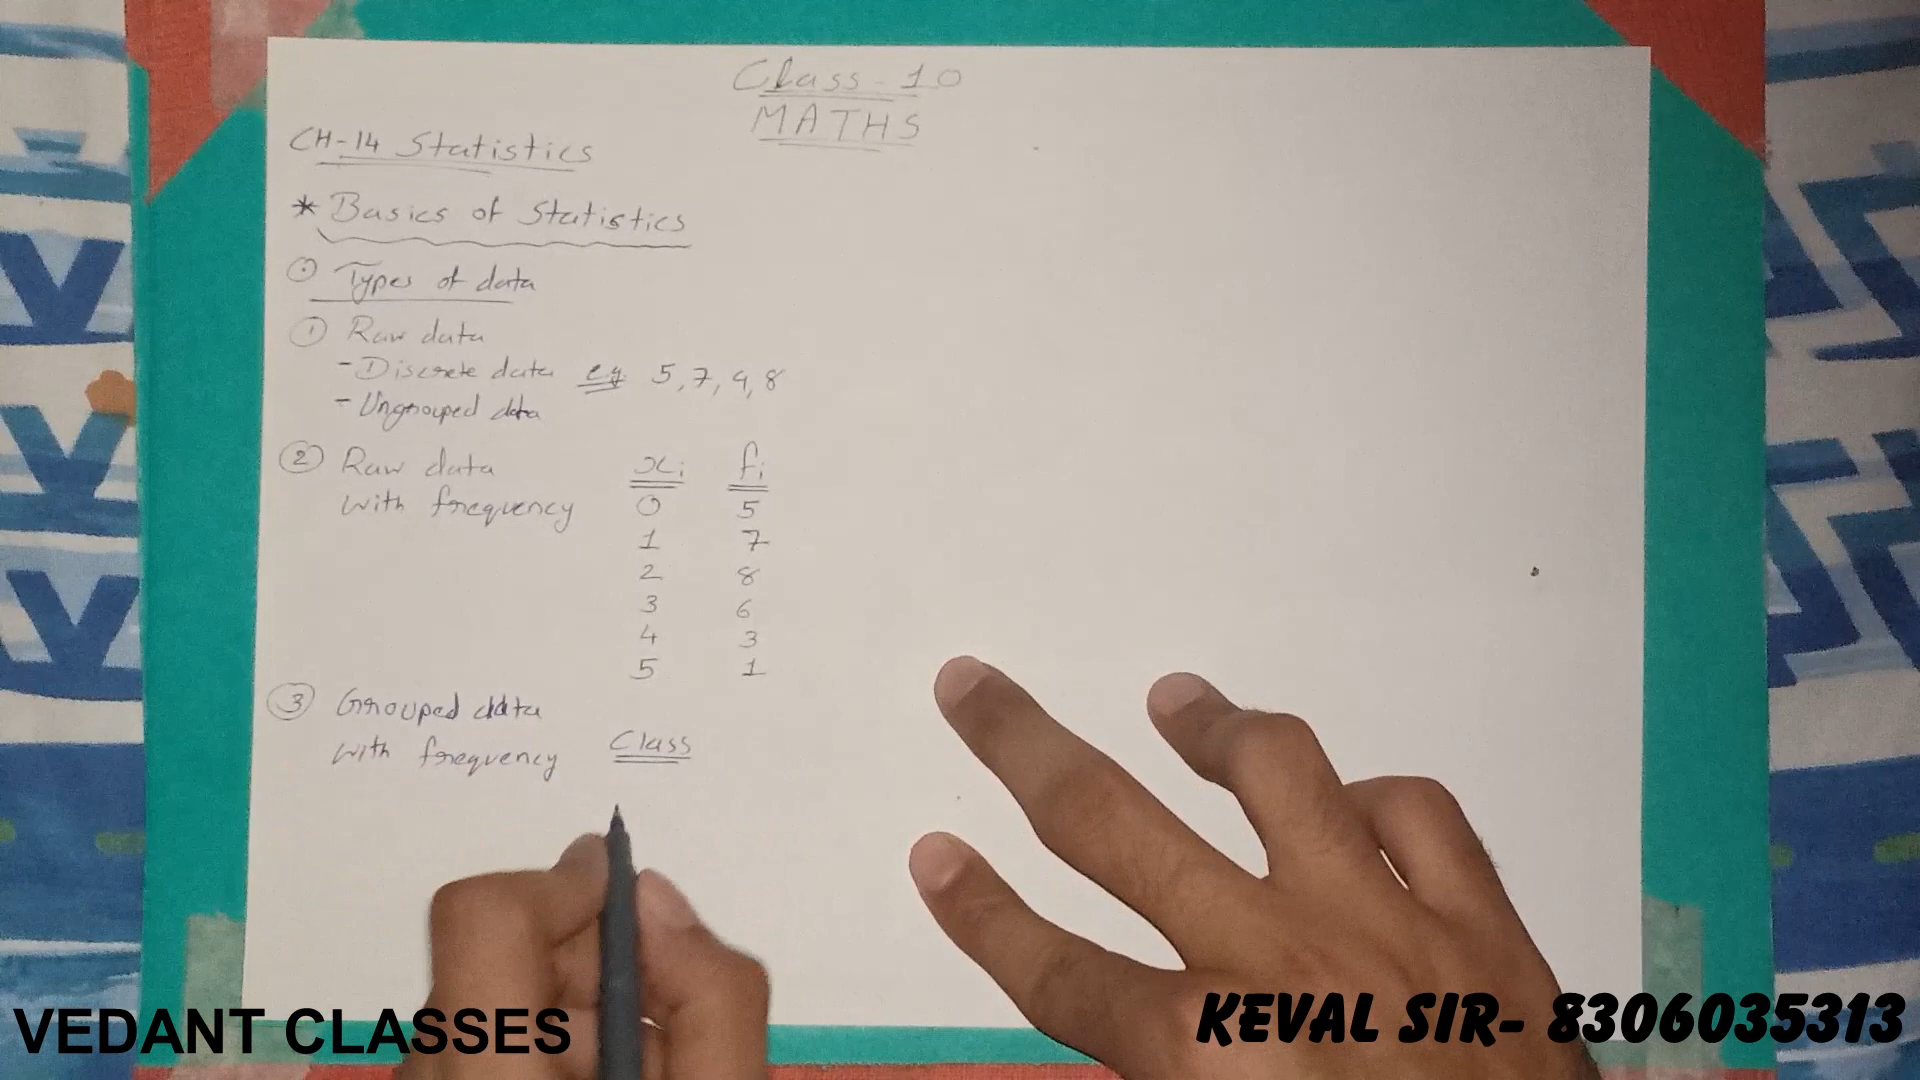 Class-10
MATHS
CH-14 Statistics
* Basics of Statistics
Types of data
① Raw data
- Discrete data eg. 5, 7, 9, 8
- Ungrouped data
② Raw data xi fi
with frequency 0 5
1 7
2 8
3 6
4 3
5 1
③ Grouped data
with frequency Class
VEDANT CLASSES
KEVAL SIR- 8306035313